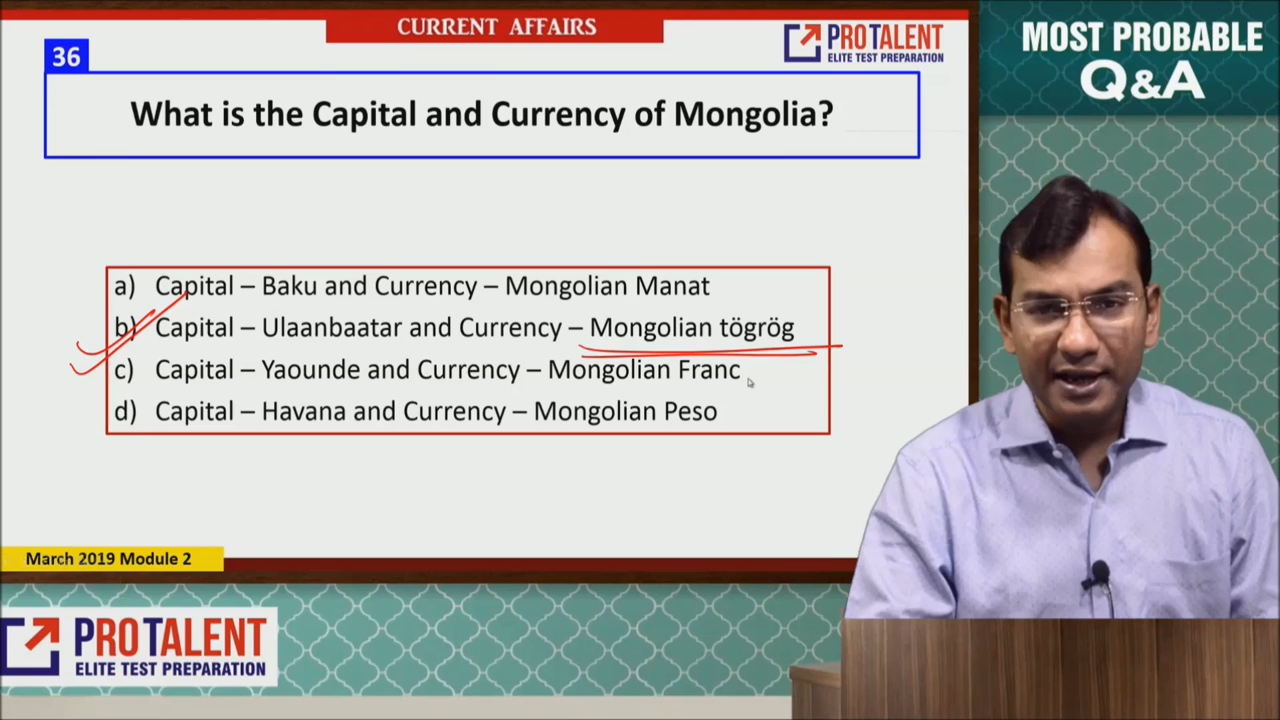 CURRENT AFFAIRS
PROTALENT
ELITE TEST PREPARATION
MOST PROBABLE
Q&A
36
What is the Capital and Currency of Mongolia?
a) Capital – Baku and Currency – Mongolian Manat
b) Capital – Ulaanbaatar and Currency – Mongolian tögrög
c) Capital – Yaounde and Currency – Mongolian Franc
d) Capital – Havana and Currency – Mongolian Peso
March 2019 Module 2
PROTALENT
ELITE TEST PREPARATION